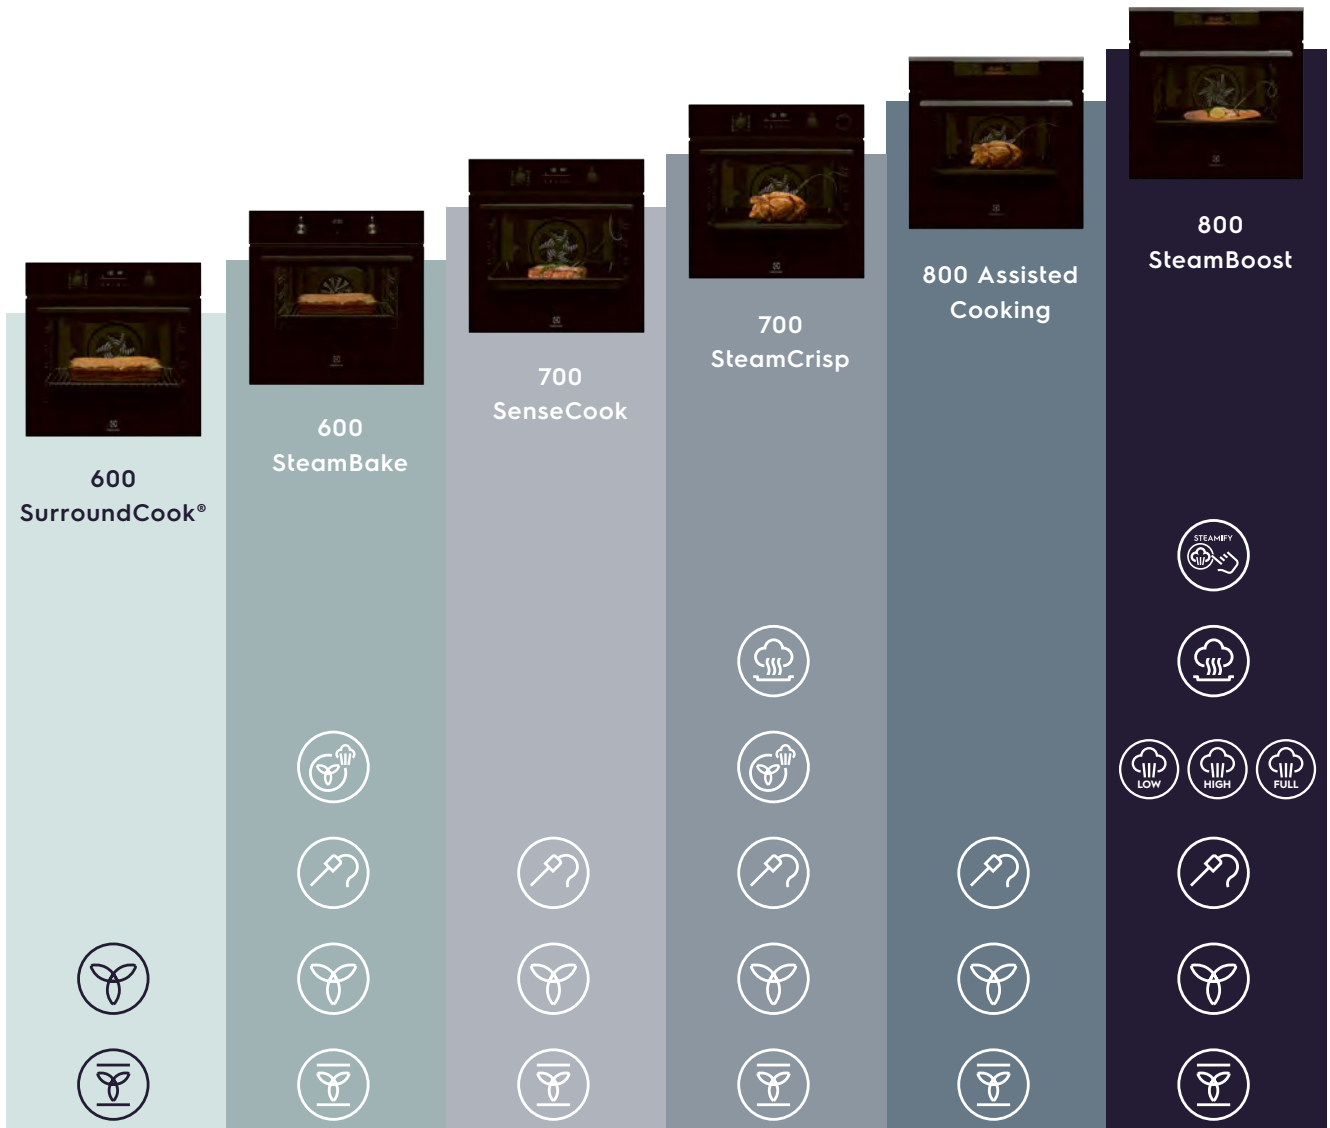 600
SurroundCook®
600
SteamBake
700
SenseCook
700
SteamCrisp
800 Assisted
Cooking
800
SteamBoost
STEAMIFY
LOW
HIGH
FULL